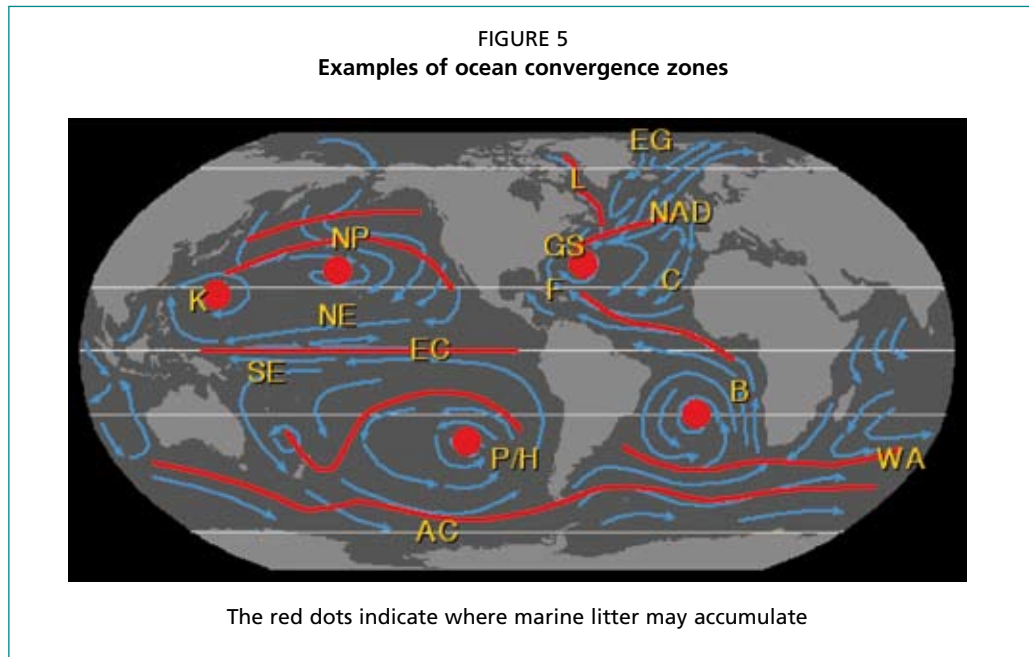 FIGURE 5
Examples of ocean convergence zones
EG
L
NAD
NP
GS
K
F
C
NE
EC
SE
B
P/H
WA
AC
The red dots indicate where marine litter may accumulate